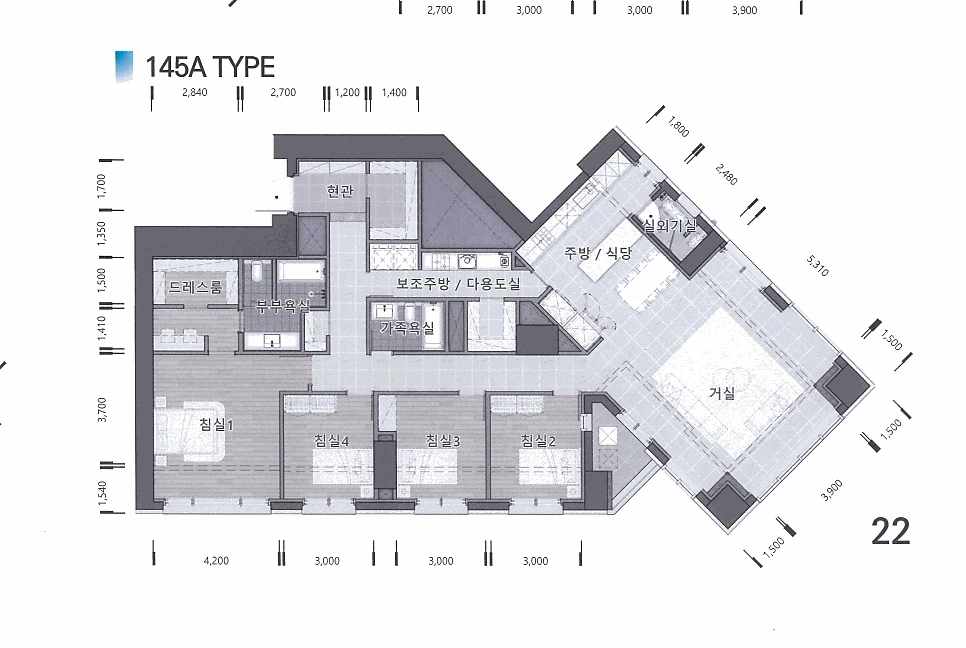 2,700 3,000 3,000 3,900
145A TYPE
2,840 2,700 1,200 1,400
1,800
2,480
5,310
1,500
1,500
3,900
1,500
1,700
1,350
1,500
1,410
3,700
1,540
현관
실외기실
주방 / 식당
드레스룸
부부욕실
보조주방 / 다용도실
가족욕실
거실
침실1
침실4
침실3
침실2
22
4,200 3,000 3,000 3,000